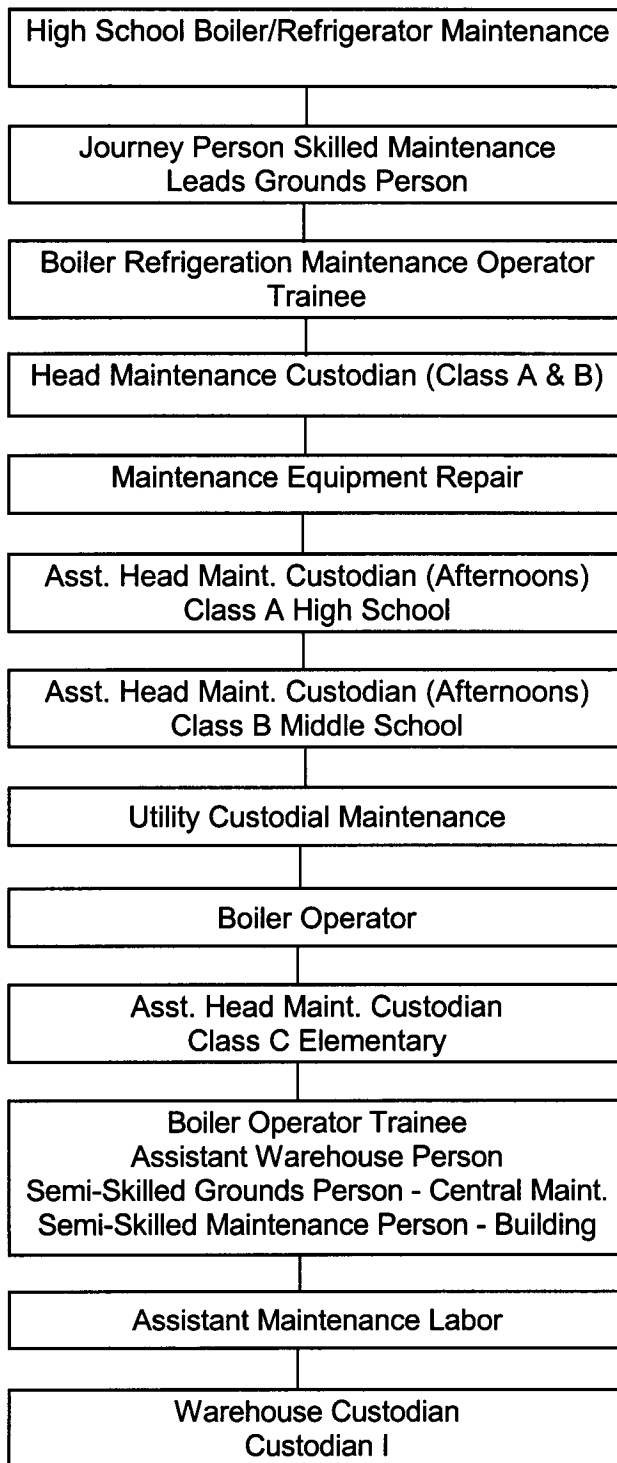 High School Boiler/Refrigerator Maintenance
Journey Person Skilled Maintenance
Leads Grounds Person
Boiler Refrigeration Maintenance Operator
Trainee
Head Maintenance Custodian (Class A & B)
Maintenance Equipment Repair
Asst. Head Maint. Custodian (Afternoons)
Class A High School
Asst. Head Maint. Custodian (Afternoons)
Class B Middle School
Utility Custodial Maintenance
Boiler Operator
Asst. Head Maint. Custodian
Class C Elementary
Boiler Operator Trainee
Assistant Warehouse Person
Semi-Skilled Grounds Person - Central Maint.
Semi-Skilled Maintenance Person - Building
Assistant Maintenance Labor
Warehouse Custodian
Custodian I